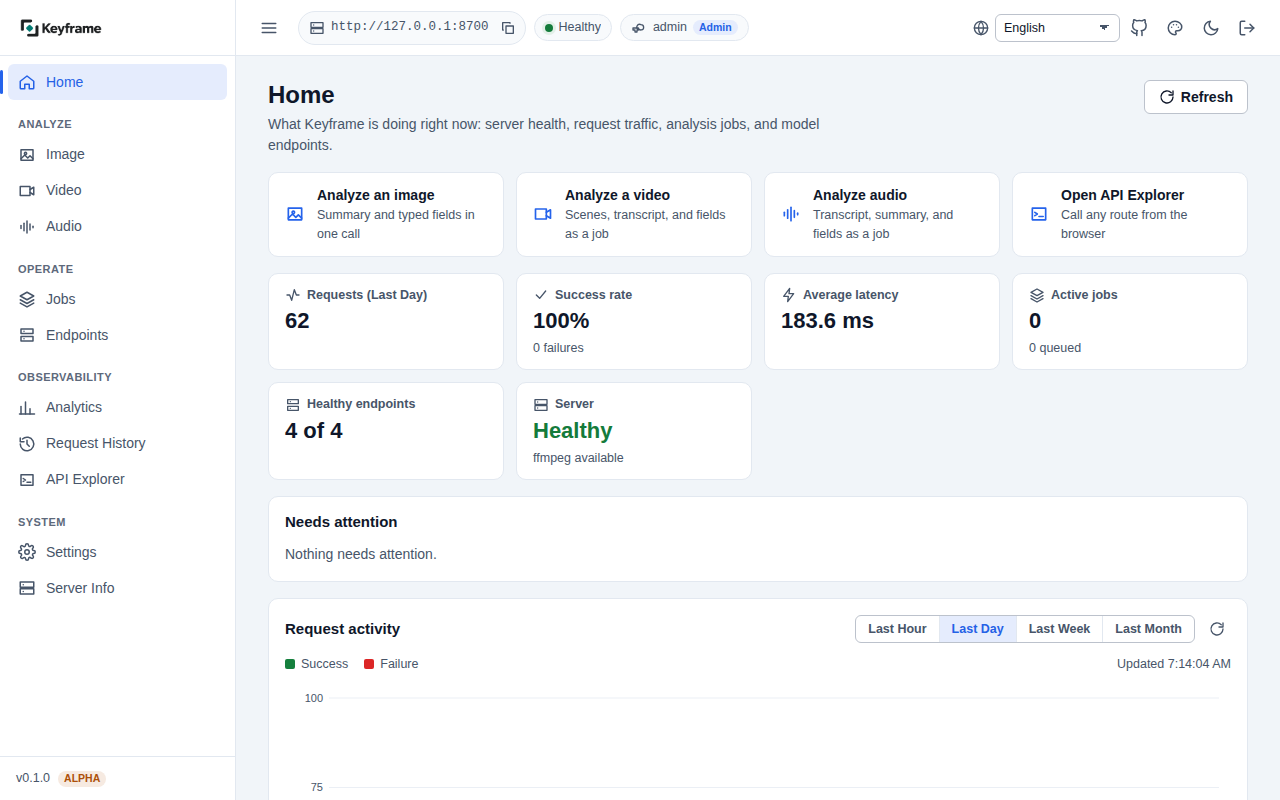 Keyframe
http://127.0.0.1:8700
Healthy
admin Admin
English
Home
ANALYZE
Image
Video
Audio
OPERATE
Jobs
Endpoints
OBSERVABILITY
Analytics
Request History
API Explorer
SYSTEM
Settings
Server Info
v0.1.0 ALPHA
Home
Refresh
What Keyframe is doing right now: server health, request traffic, analysis jobs, and model
endpoints.
Analyze an image
Summary and typed fields in
one call
Analyze a video
Scenes, transcript, and fields
as a job
Analyze audio
Transcript, summary, and
fields as a job
Open API Explorer
Call any route from the
browser
Requests (Last Day)
62
Success rate
100%
0 failures
Average latency
183.6 ms
Active jobs
0
0 queued
Healthy endpoints
4 of 4
Server
Healthy
ffmpeg available
Needs attention
Nothing needs attention.
Request activity
Last Hour Last Day Last Week Last Month
Success Failure
Updated 7:14:04 AM
100
75